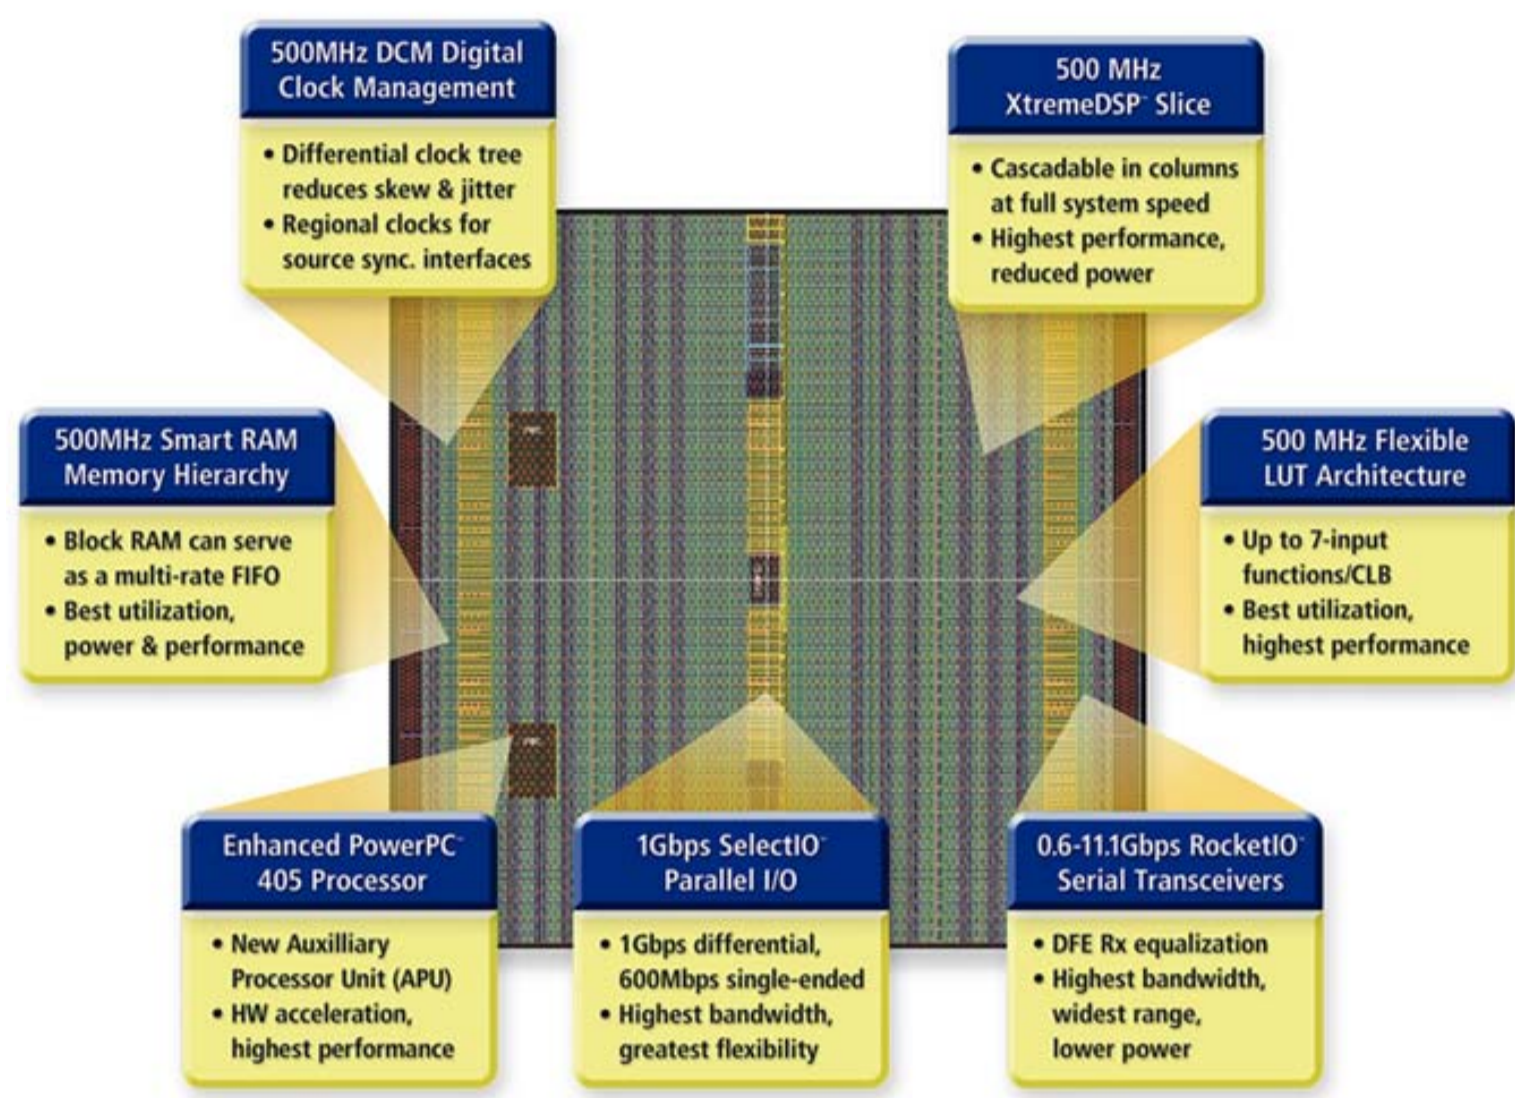 500MHz DCM Digital
Clock Management
• Differential clock tree
reduces skew & jitter
• Regional clocks for
source sync. interfaces
500 MHz
XtremeDSP™ Slice
• Cascadable in columns
at full system speed
• Highest performance,
reduced power
500MHz Smart RAM
Memory Hierarchy
• Block RAM can serve
as a multi-rate FIFO
• Best utilization,
power & performance
500 MHz Flexible
LUT Architecture
• Up to 7-input
functions/CLB
• Best utilization,
highest performance
Enhanced PowerPC™
405 Processor
• New Auxilliary
Processor Unit (APU)
• HW acceleration,
highest performance
1Gbps SelectIO™
Parallel I/O
• 1Gbps differential,
600Mbps single-ended
• Highest bandwidth,
greatest flexibility
0.6-11.1Gbps RocketIO™
Serial Transceivers
• DFE Rx equalization
• Highest bandwidth,
widest range,
lower power